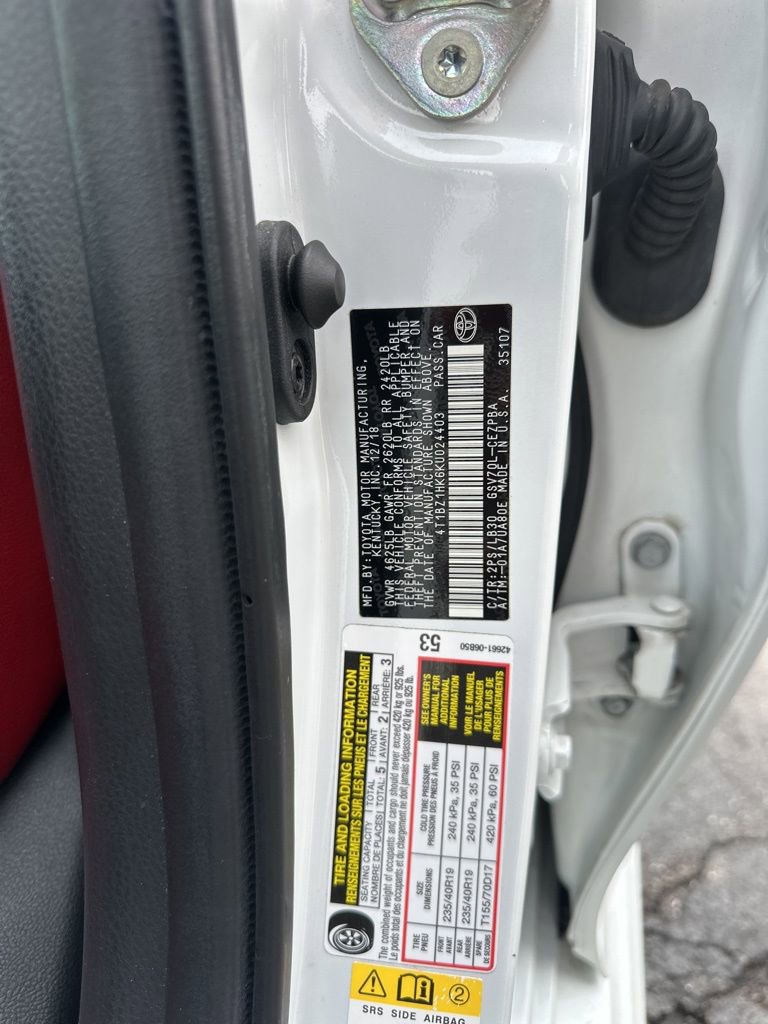 MFD.BY:TOYOTA MOTOR MANUFACTURING,
KENTUCKY, INC. 12/18
GVWR 4625LB GAWR FR 2620LB RR 2420LB
THIS VEHICLE CONFORMS TO ALL APPLICABLE
FEDERAL MOTOR VEHICLE SAFETY, BUMPER, AND
THEFT PREVENTION STANDARDS IN EFFECT ON
THE DATE OF MANUFACTURE SHOWN ABOVE.
4T1BZ1HK6KU024403 PASS.CAR
C/TR:2PS / LB30 GSV70L-CEZPBA
A/TM:-01A/UA80E MADE IN U.S.A. 35107
TIRE AND LOADING INFORMATION
RENSEIGNEMENTS SUR LES PNEUS ET LE CHARGEMENT
SEATING CAPACITY TOTAL FRONT REAR
NOMBRE DE PLACES TOTAL: 5 AVANT: 2 ARRIÈRE: 3
The combined weight of occupants and cargo should never exceed 420 kg or 925 lbs.
Le poids total des occupants et du chargement ne doit jamais dépasser 420 kg ou 925 lb.
53
TIRE SIZE COLD TIRE PRESSURE
PNEU DIMENSIONS PRESSION DES PNEUS À FROID
FRONT
AVANT 235/40R19 240 kPa, 35 PSI
REAR
ARRIÈRE 235/40R19 240 kPa, 35 PSI
SPARE
DE SECOURS T155/70D17 420 kPa, 60 PSI
SEE OWNER'S
MANUAL FOR
ADDITIONAL
INFORMATION
VOIR LE MANUEL
DE L'USAGER
POUR PLUS DE
RENSEIGNEMENTS
42661-06B50
2
SRS SIDE AIRBAG